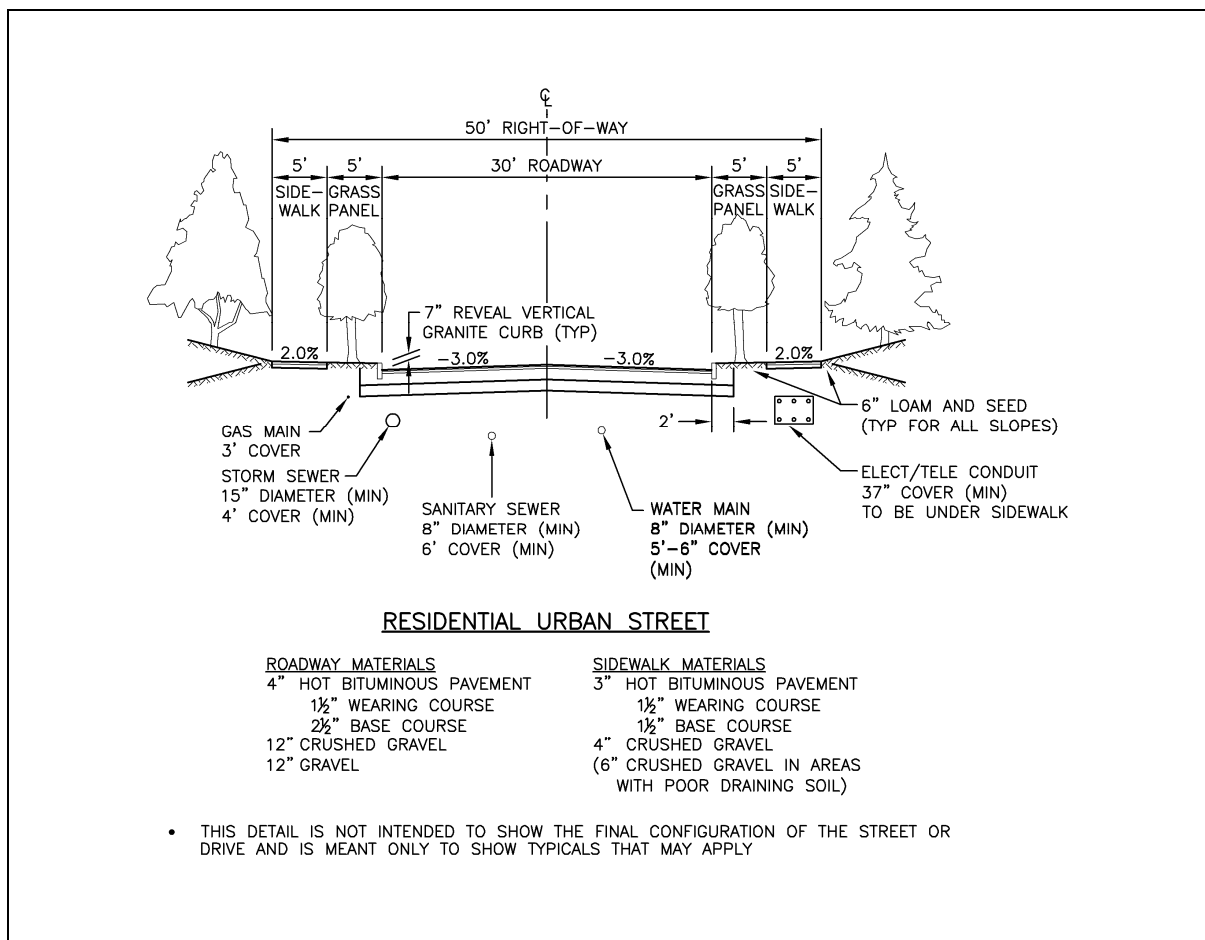 ℄
50' RIGHT-OF-WAY
5' 5' 30' ROADWAY 5' 5'
SIDE-
WALK
GRASS
PANEL
GRASS
PANEL
SIDE-
WALK
7" REVEAL VERTICAL
GRANITE CURB (TYP)
2.0% -3.0% -3.0% 2.0%
2'
6" LOAM AND SEED
(TYP FOR ALL SLOPES)
GAS MAIN
3' COVER
STORM SEWER
15" DIAMETER (MIN)
4' COVER (MIN)
SANITARY SEWER
8" DIAMETER (MIN)
6' COVER (MIN)
WATER MAIN
8" DIAMETER (MIN)
5'-6" COVER
(MIN)
ELECT/TELE CONDUIT
37" COVER (MIN)
TO BE UNDER SIDEWALK
RESIDENTIAL URBAN STREET
ROADWAY MATERIALS
4" HOT BITUMINOUS PAVEMENT
1½" WEARING COURSE
2½" BASE COURSE
12" CRUSHED GRAVEL
12" GRAVEL
SIDEWALK MATERIALS
3" HOT BITUMINOUS PAVEMENT
1½" WEARING COURSE
1½" BASE COURSE
4" CRUSHED GRAVEL
(6" CRUSHED GRAVEL IN AREAS
WITH POOR DRAINING SOIL)
• THIS DETAIL IS NOT INTENDED TO SHOW THE FINAL CONFIGURATION OF THE STREET OR
DRIVE AND IS MEANT ONLY TO SHOW TYPICALS THAT MAY APPLY